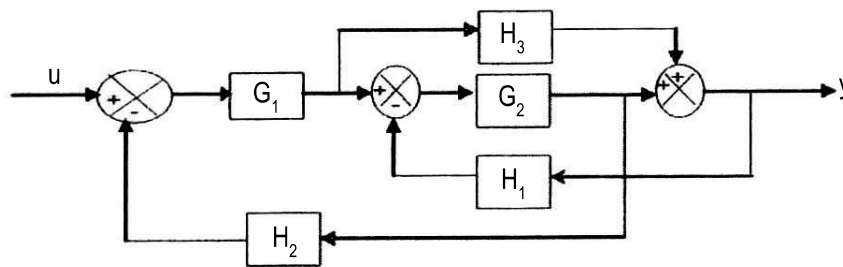 H₃
u
+
-
G₁
+
-
G₂
+
+
y
H₁
H₂